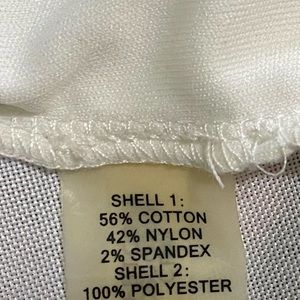 SHELL 1:
56% COTTON
42% NYLON
2% SPANDEX
SHELL 2:
100% POLYESTER